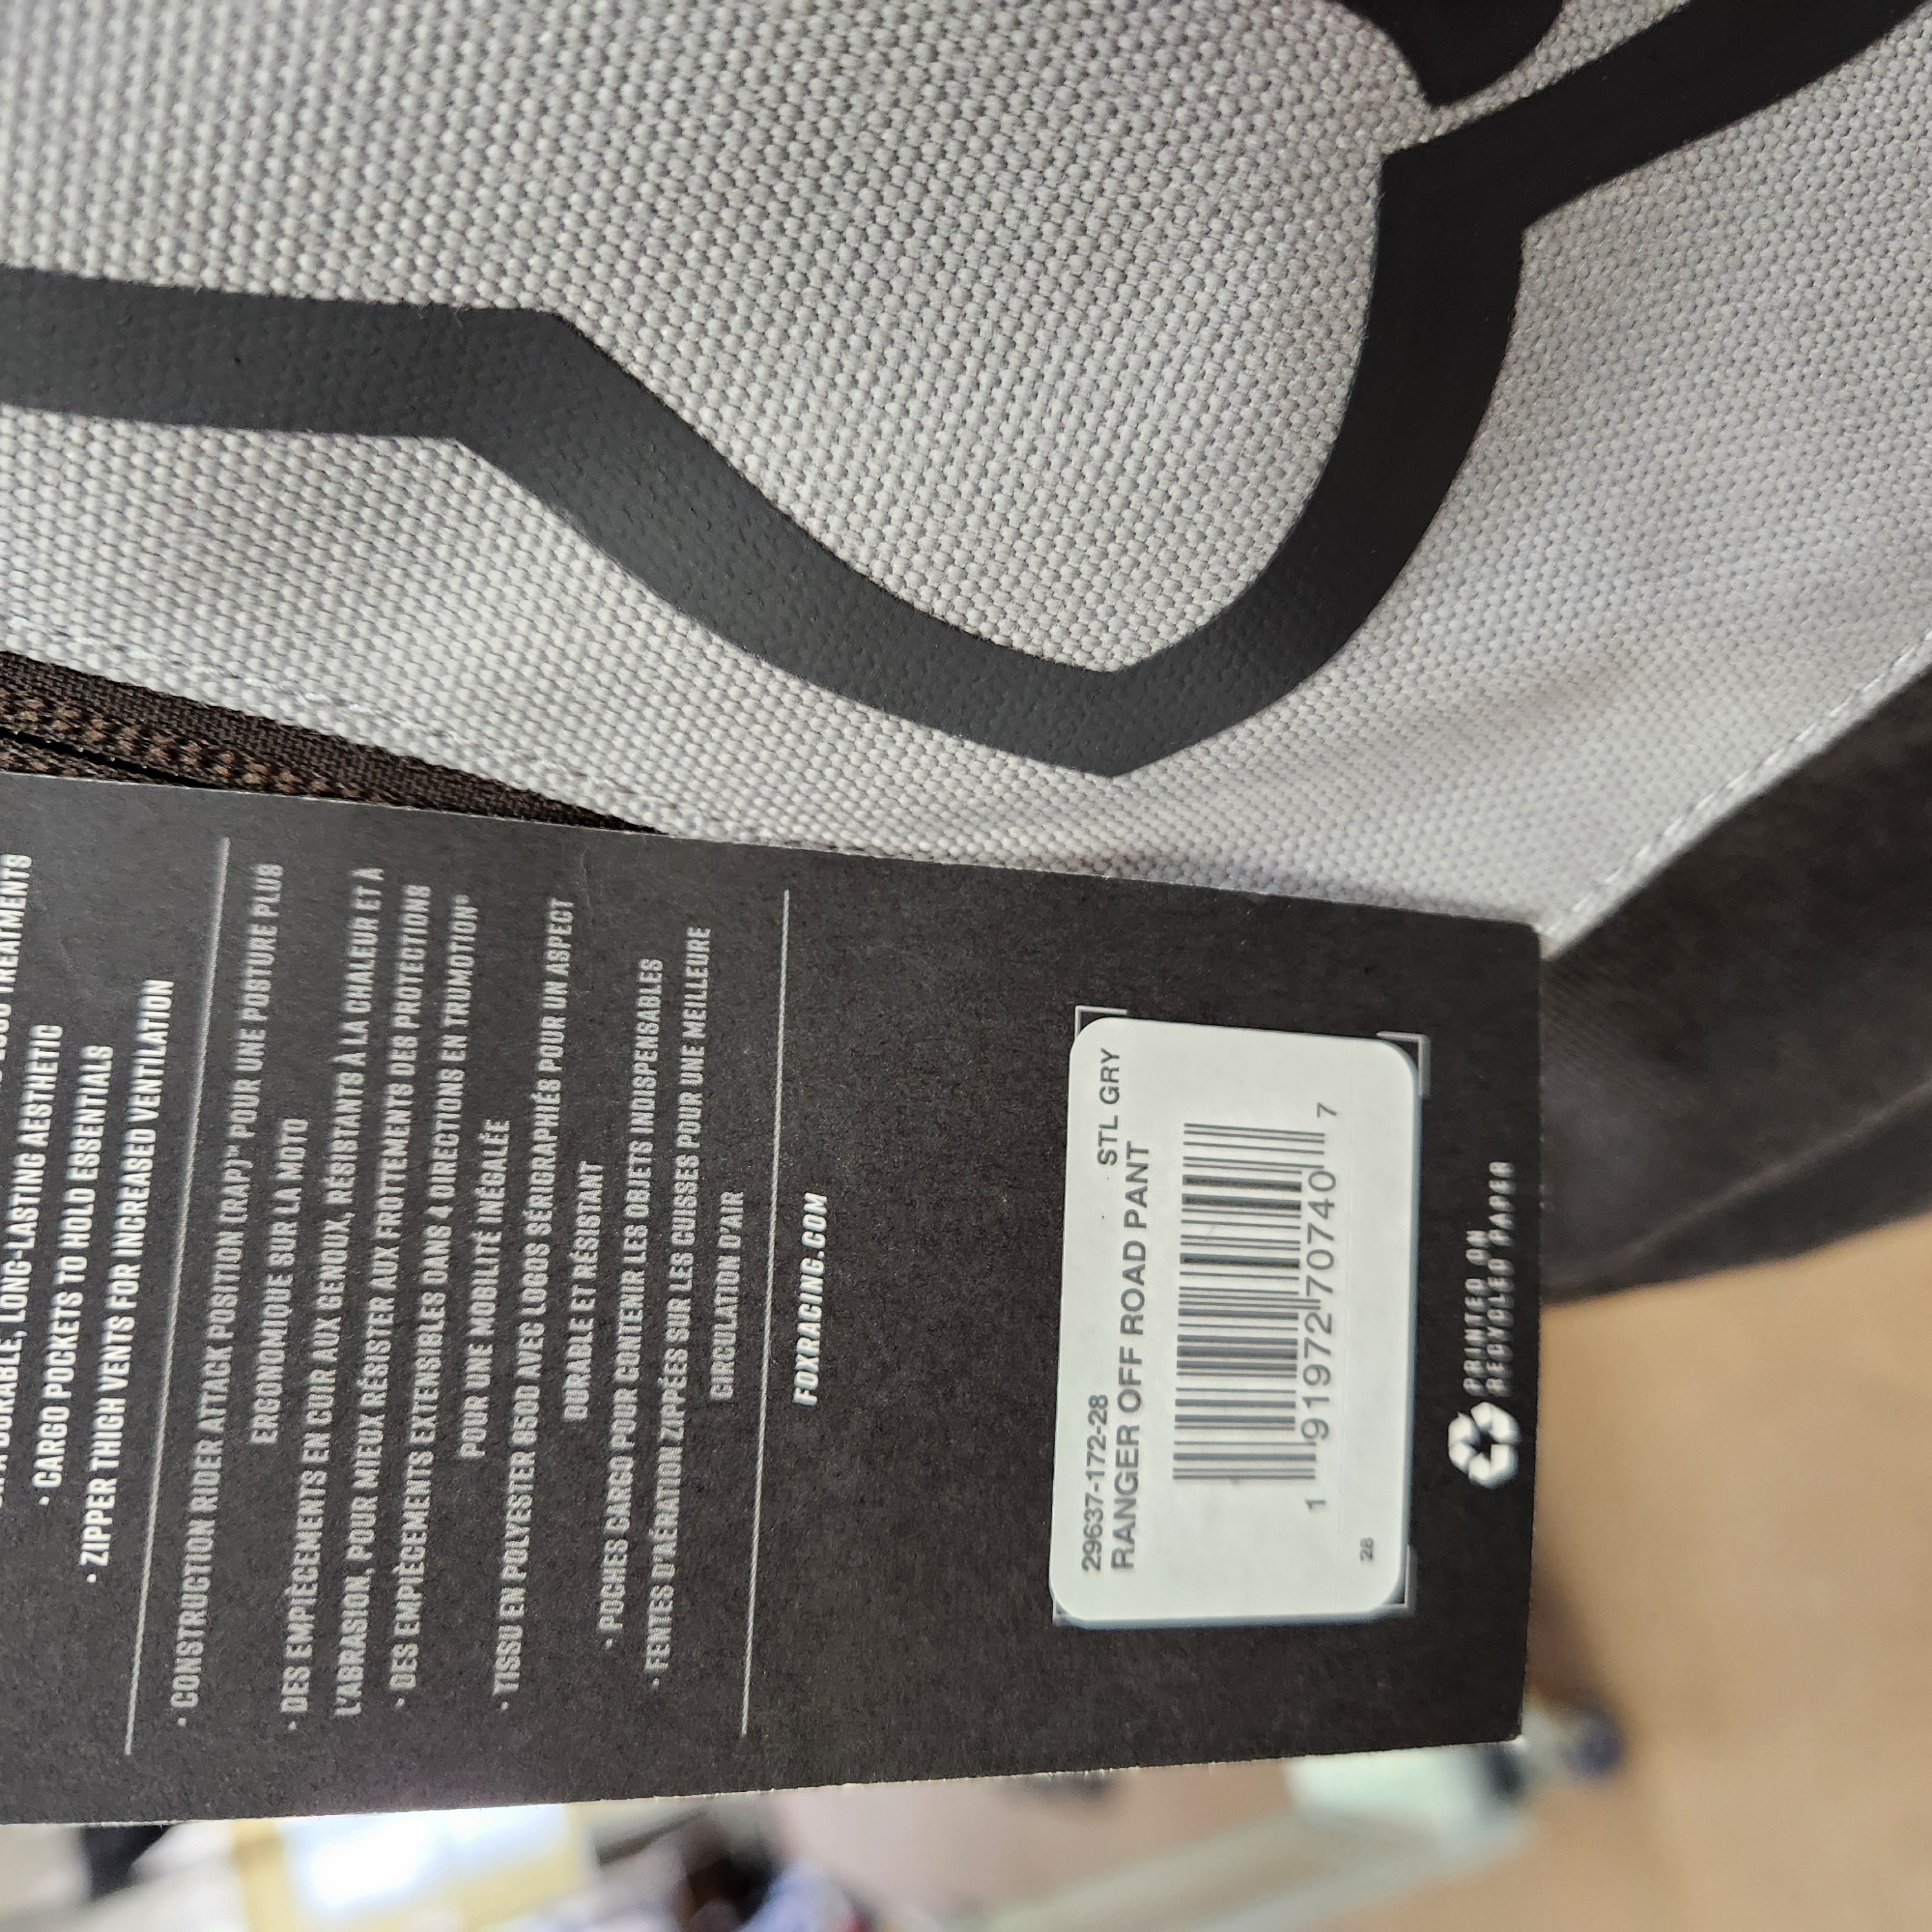 LOGO TREATMENTS
DURABLE, LONG-LASTING AESTHETIC
• CARGO POCKETS TO HOLD ESSENTIALS
• ZIPPER THIGH VENTS FOR INCREASED VENTILATION
• CONSTRUCTION RIDER ATTACK POSITION (RAP)™ POUR UNE POSTURE PLUS
ERGONOMIQUE SUR LA MOTO
• DES EMPIÈCEMENTS EN CUIR AUX GENOUX, RÉSISTANTS À LA CHALEUR ET À
L'ABRASION, POUR MIEUX RÉSISTER AUX FROTTEMENTS DES PROTECTIONS
• DES EMPIÈCEMENTS EXTENSIBLES DANS 4 DIRECTIONS EN TRUMOTION®
POUR UNE MOBILITÉ INÉGALÉE
• TISSU EN POLYESTER 850D AVEC LOGOS SÉRIGRAPHIÉS POUR UN ASPECT
DURABLE ET RÉSISTANT
• POCHES CARGO POUR CONTENIR LES OBJETS INDISPENSABLES
• FENTES D'AÉRATION ZIPPÉES SUR LES CUISSES POUR UNE MEILLEURE
CIRCULATION D'AIR
FOXRACING.COM
29637-172-28 STL GRY
RANGER OFF ROAD PANT
1 91972 70740 7
28
PRINTED ON
RECYCLED PAPER